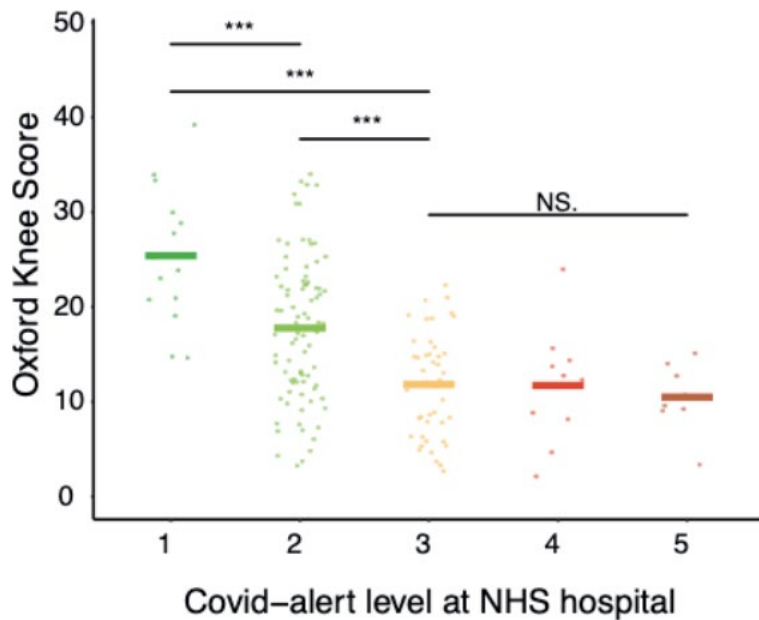 50
***
***
40
***
30
NS.
20
10
0
Oxford Knee Score
1 2 3 4 5
Covid-alert level at NHS hospital